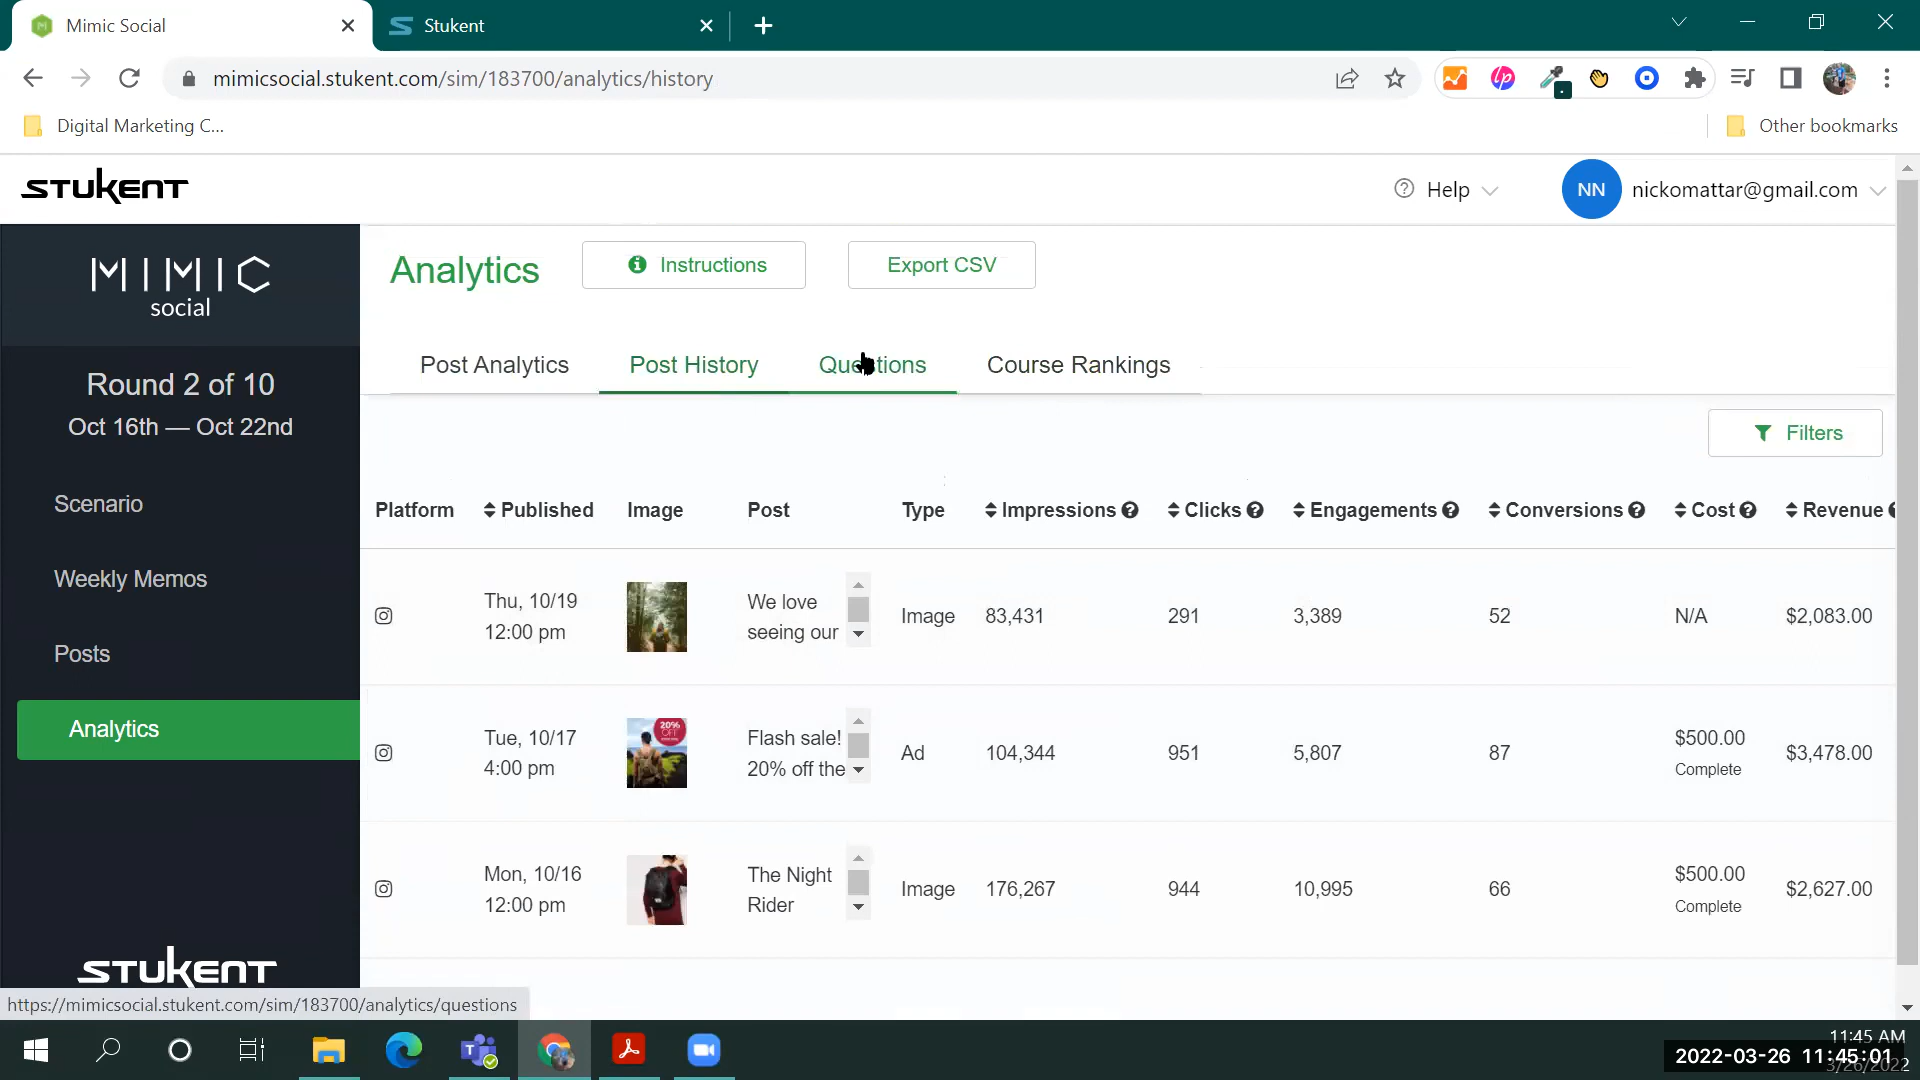 Mimic Social
Stukent
mimicsocial.stukent.com/sim/183700/analytics/history
Digital Marketing C...
Other bookmarks
STUKENT
Help
NN
nickomattar@gmail.com
MIMIC
social
Analytics
Instructions
Export CSV
Round 2 of 10
Oct 16th — Oct 22nd
Post Analytics
Post History
Questions
Course Rankings
Filters
Scenario
Weekly Memos
Posts
Analytics
Platform Published Image Post Type Impressions Clicks Engagements Conversions Cost Revenue
Thu, 10/19
12:00 pm
We love
seeing our
Image 83,431 291 3,389 52 N/A $2,083.00
Tue, 10/17
4:00 pm
20%
OFF
Flash sale!
20% off the
Ad 104,344 951 5,807 87 $500.00
Complete
$3,478.00
Mon, 10/16
12:00 pm
The Night
Rider
Image 176,267 944 10,995 66 $500.00
Complete
$2,627.00
STUKENT
https://mimicsocial.stukent.com/sim/183700/analytics/questions
11:45 AM
2022-03-26 11:45:01
3/26/2022